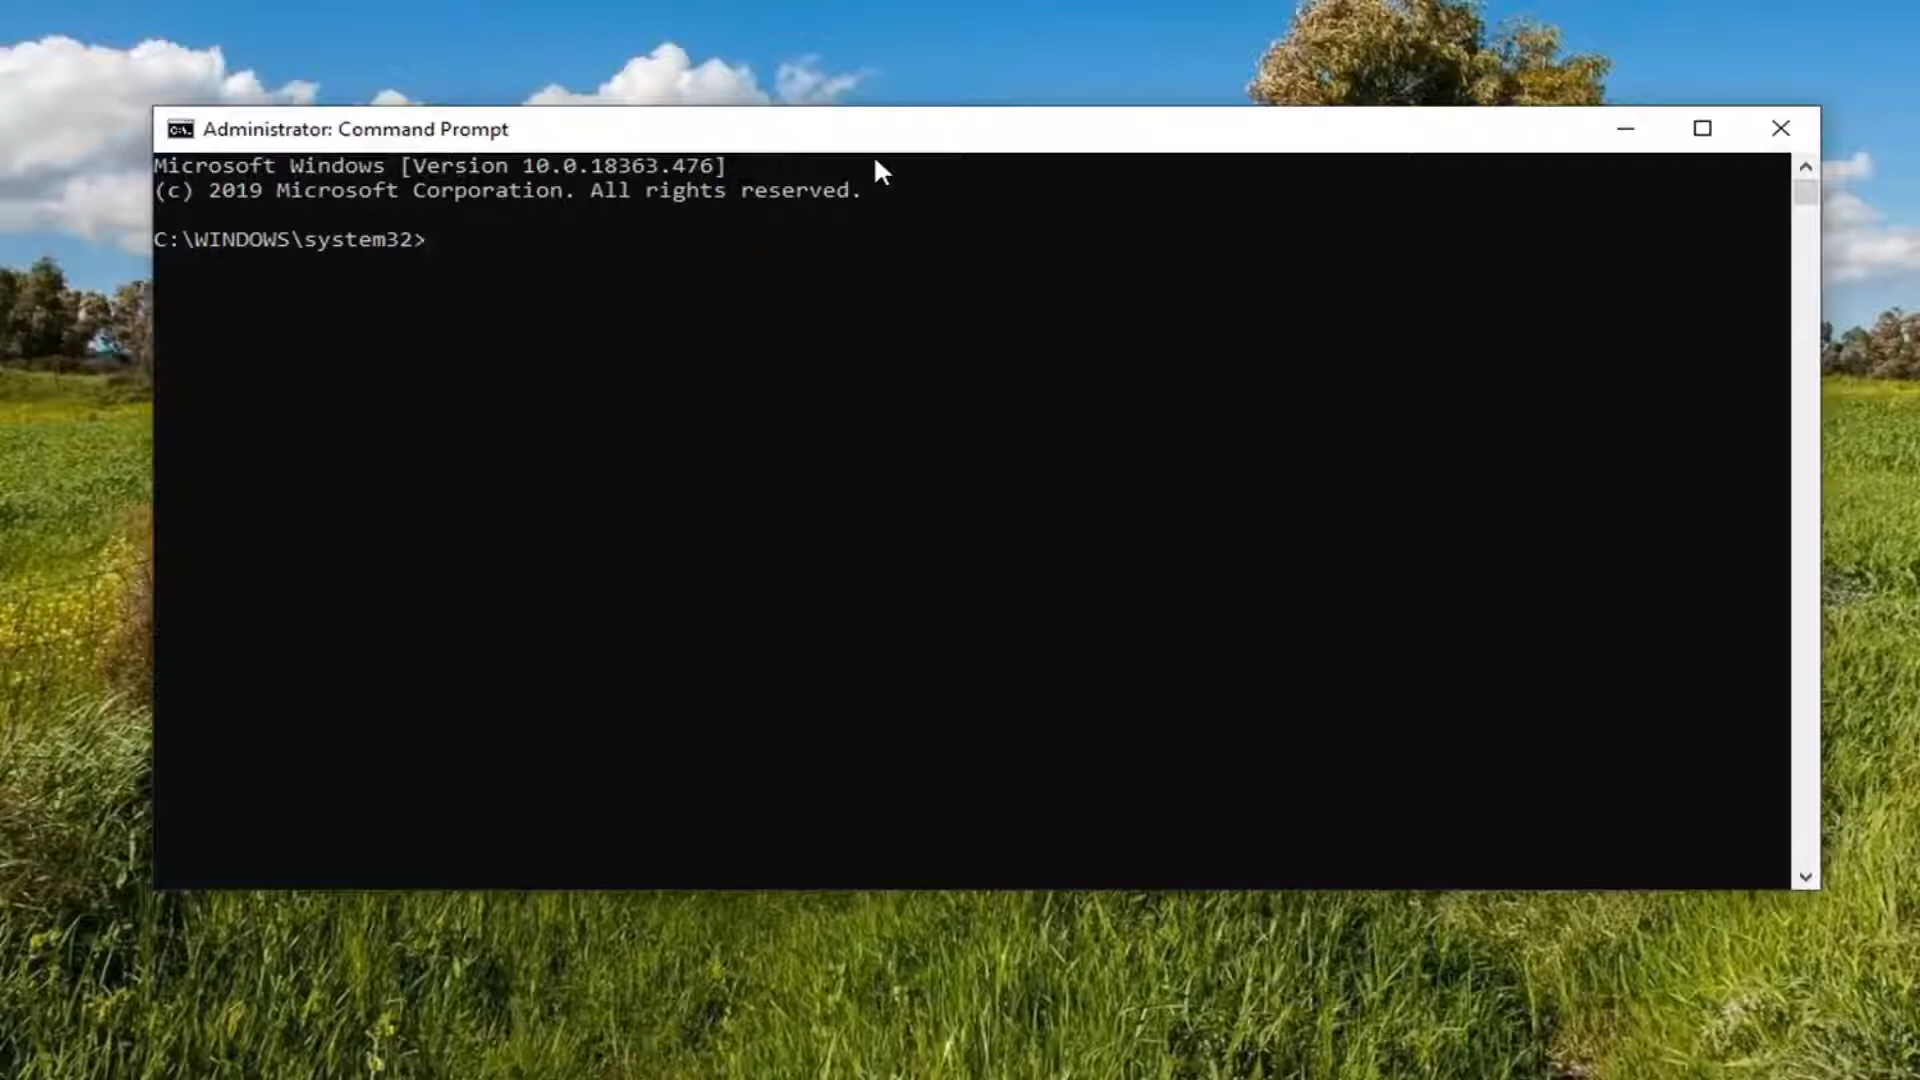 Administrator: Command Prompt
Microsoft Windows [Version 10.0.18363.476]
(c) 2019 Microsoft Corporation. All rights reserved.
C:\WINDOWS\system32>